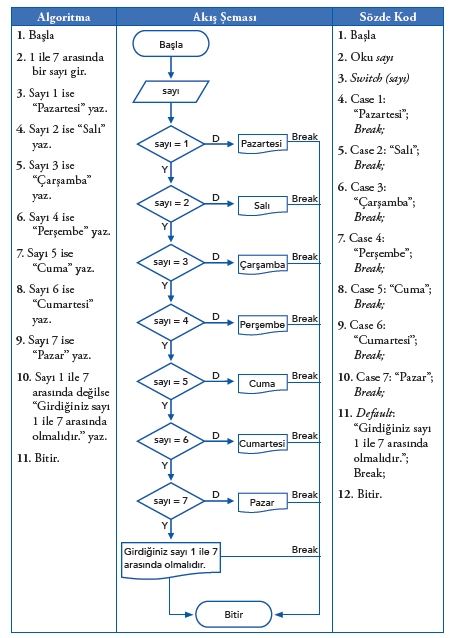 Algoritma
1. Başla
2. 1 ile 7 arasında
bir sayı gir.
3. Sayı 1 ise
“Pazartesi” yaz.
4. Sayı 2 ise “Salı”
yaz.
5. Sayı 3 ise
“Çarşamba”
yaz.
6. Sayı 4 ise
“Perşembe” yaz.
7. Sayı 5 ise
“Cuma” yaz.
8. Sayı 6 ise
“Cumartesi”
yaz.
9. Sayı 7 ise
“Pazar” yaz.
10. Sayı 1 ile 7
arasında değilse
“Girdiğiniz sayı
1 ile 7 arasında
olmalıdır.” yaz.
11. Bitir.
Akış Şeması
Başla
sayı
sayı = 1
D
Pazartesi
Break
Y
sayı = 2
D
Salı
Break
Y
sayı = 3
D
Çarşamba
Break
Y
sayı = 4
D
Perşembe
Break
Y
sayı = 5
D
Cuma
Break
Y
sayı = 6
D
Cumartesi
Break
Y
sayı = 7
D
Pazar
Break
Y
Girdiğiniz sayı 1 ile 7
arasında olmalıdır.
Break
Bitir
Sözde Kod
1. Başla
2. Oku sayı
3. Switch (sayı)
4. Case 1:
“Pazartesi”;
Break;
5. Case 2: “Salı”;
Break;
6. Case 3:
“Çarşamba”;
Break;
7. Case 4:
“Perşembe”;
Break;
8. Case 5: “Cuma”;
Break;
9. Case 6:
“Cumartesi”;
Break;
10. Case 7: “Pazar”;
Break;
11. Default:
“Girdiğiniz sayı
1 ile 7 arasında
olmalıdır.”;
Break;
12. Bitir.